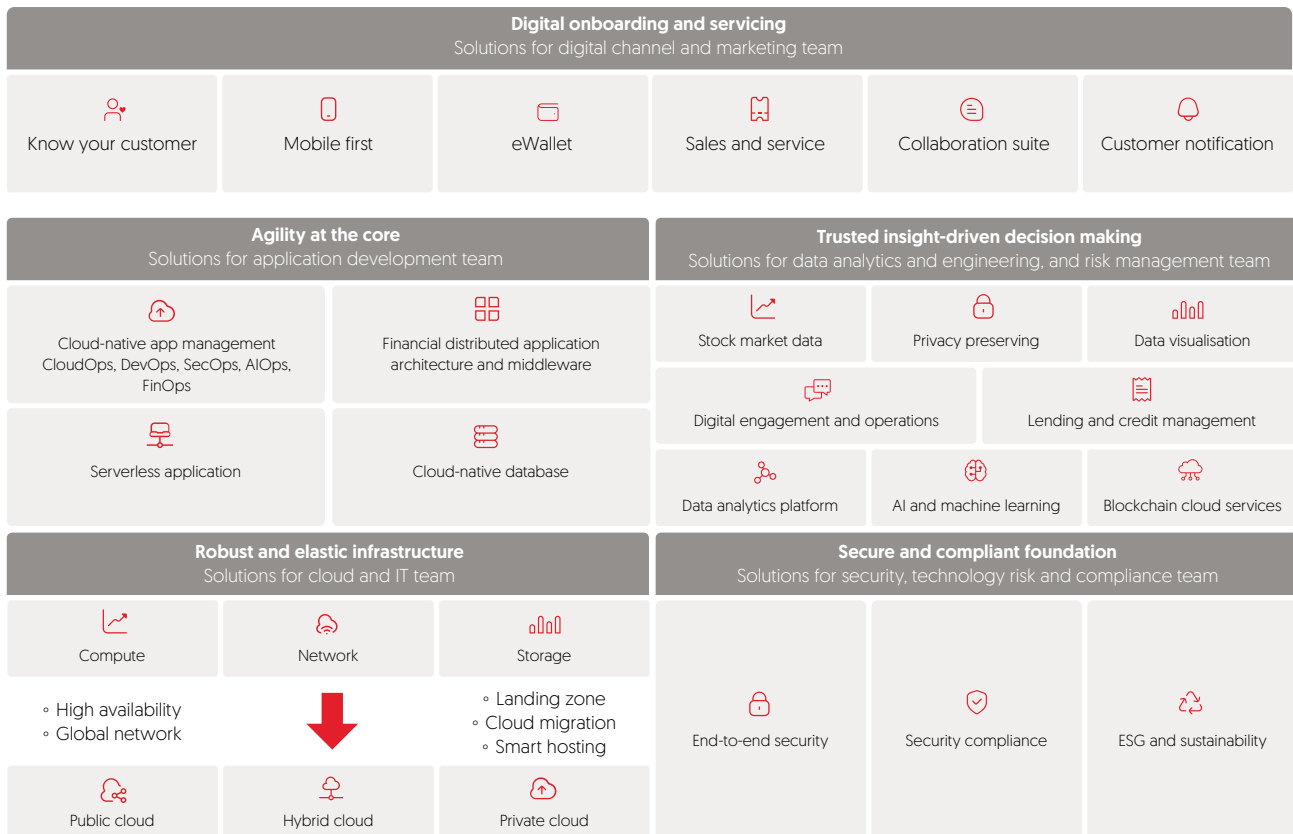 Digital onboarding and servicing
Solutions for digital channel and marketing team
Know your customer
Mobile first
eWallet
Sales and service
Collaboration suite
Customer notification
Agility at the core
Solutions for application development team
Cloud-native app management
CloudOps, DevOps, SecOps, AIOps,
FinOps
Financial distributed application
architecture and middleware
Serverless application
Cloud-native database
Trusted insight-driven decision making
Solutions for data analytics and engineering, and risk management team
Stock market data
Privacy preserving
Data visualisation
Digital engagement and operations
Lending and credit management
Data analytics platform
AI and machine learning
Blockchain cloud services
Robust and elastic infrastructure
Solutions for cloud and IT team
Compute
Network
Storage
◦ High availability
◦ Global network
◦ Landing zone
◦ Cloud migration
◦ Smart hosting
Public cloud
Hybrid cloud
Private cloud
Secure and compliant foundation
Solutions for security, technology risk and compliance team
End-to-end security
Security compliance
ESG and sustainability